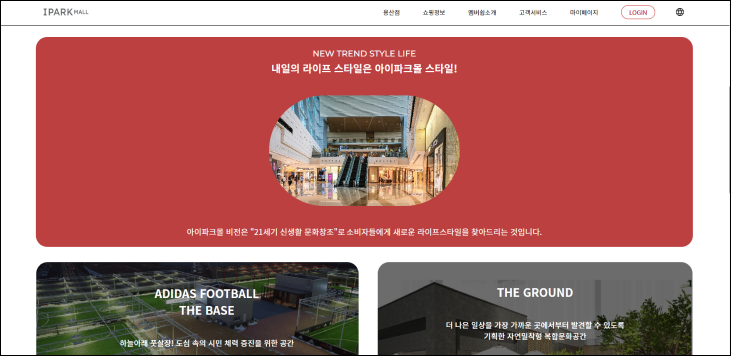 IPARKMALL
용산점 쇼핑정보 멤버쉽소개 고객서비스 마이페이지 LOGIN
NEW TREND STYLE LIFE
내일의 라이프 스타일은 아이파크몰 스타일!
아이파크몰 비전은 "21세기 신생활 문화창조"로 소비자들에게 새로운 라이프스타일을 찾아드리는 것입니다.
ADIDAS FOOTBALL
THE BASE
하늘아래 풋살장! 도심 속의 시민 체력 증진을 위한 공간
THE GROUND
더 나은 일상을 가장 가까운 곳에서부터 발견할 수 있도록
기획한 자연밀착형 복합문화공간